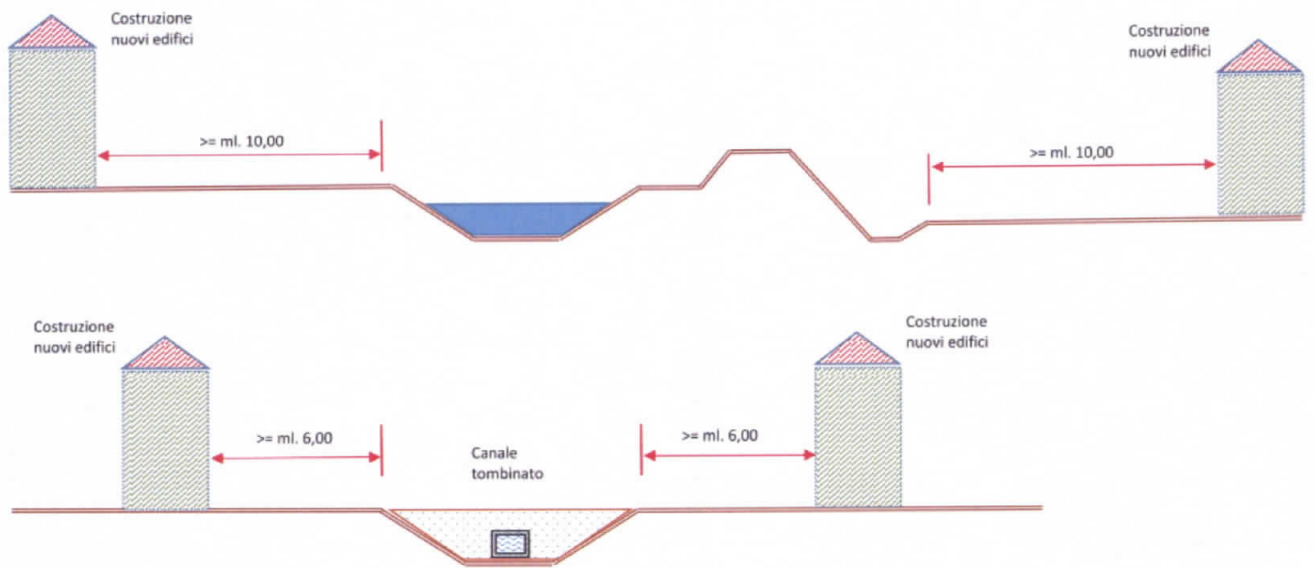 Costruzione
nuovi edifici
Costruzione
nuovi edifici
>= ml. 10,00
>= ml. 10,00
Costruzione
nuovi edifici
Costruzione
nuovi edifici
>= ml. 6,00
>= ml. 6,00
Canale
tombinato